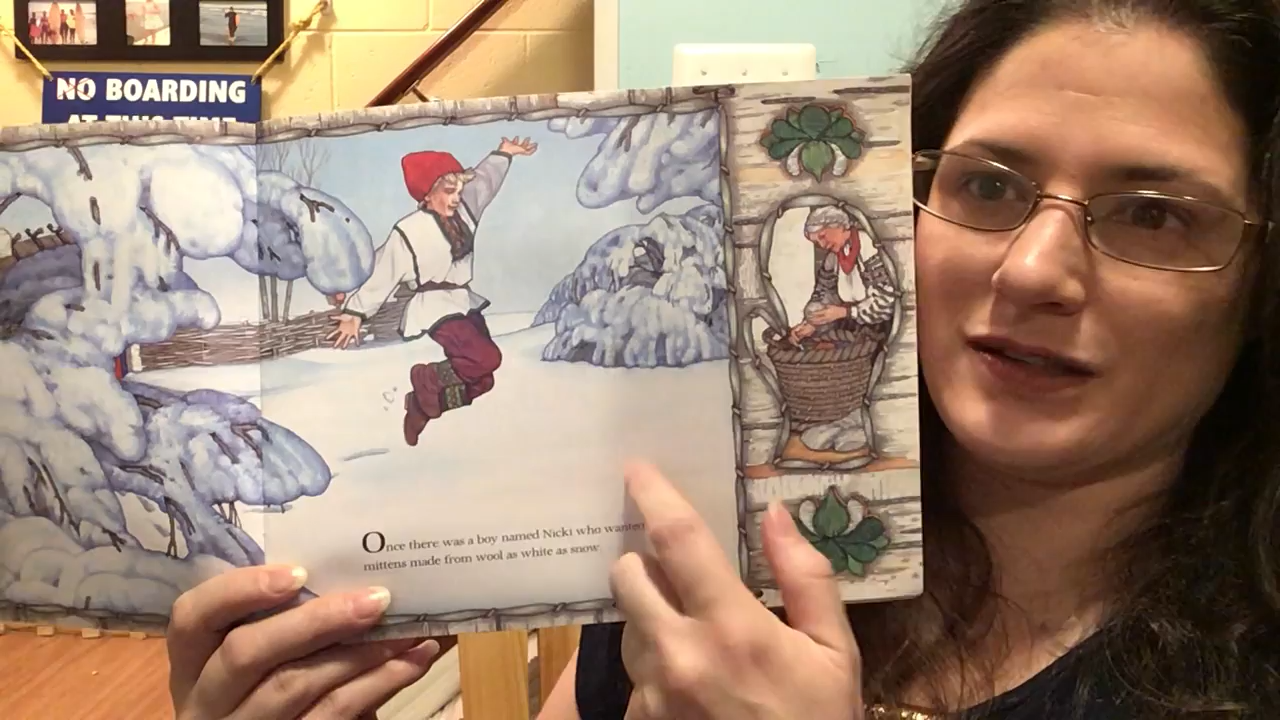 NO BOARDING
AT THIS TIME
Once there was a boy named Nicki who wanted
mittens made from wool as white as snow.